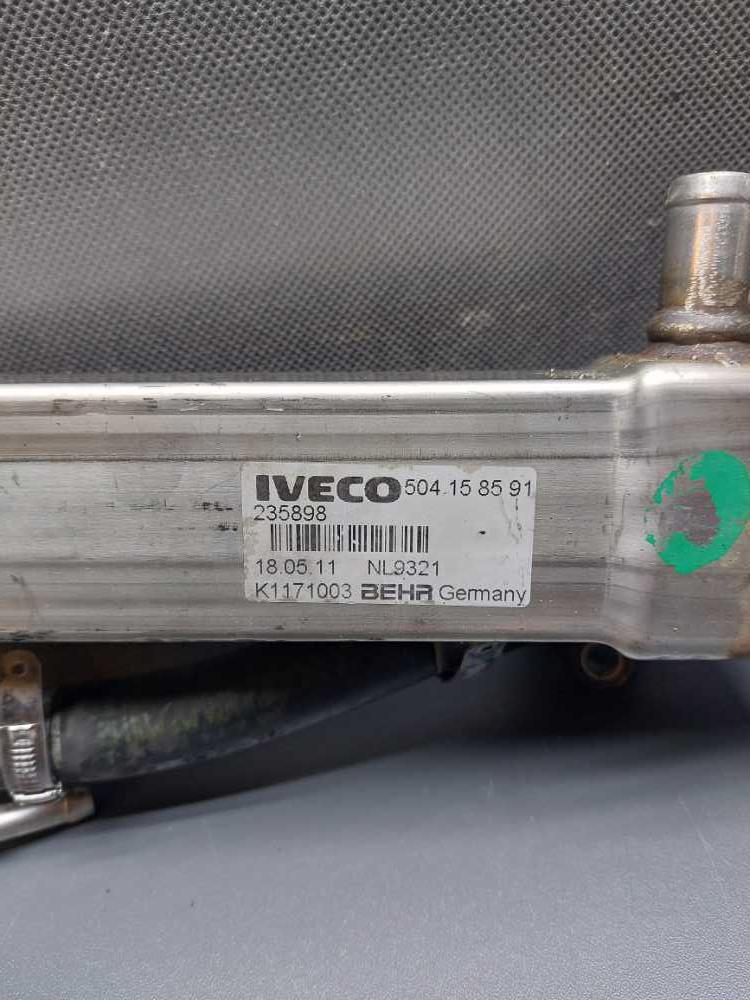 IVECO 504.15 85 91
235898
18.05.11 NL9321
K1171003 BEHR Germany